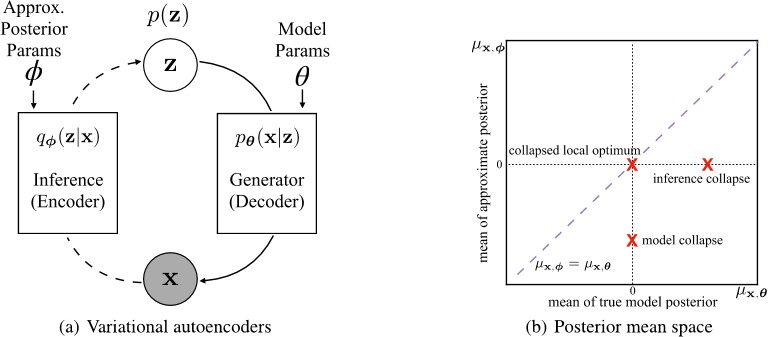 Approx.
Posterior
Params
ϕ
p(z)
z
Model
Params
θ
qϕ(z|x)
Inference
(Encoder)
pθ(x|z)
Generator
(Decoder)
x
(a) Variational autoencoders
μx,ϕ
mean of approximate posterior
0
collapsed local optimum
inference collapse
model collapse
μx,ϕ = μx,θ
0
mean of true model posterior
μx,θ
(b) Posterior mean space